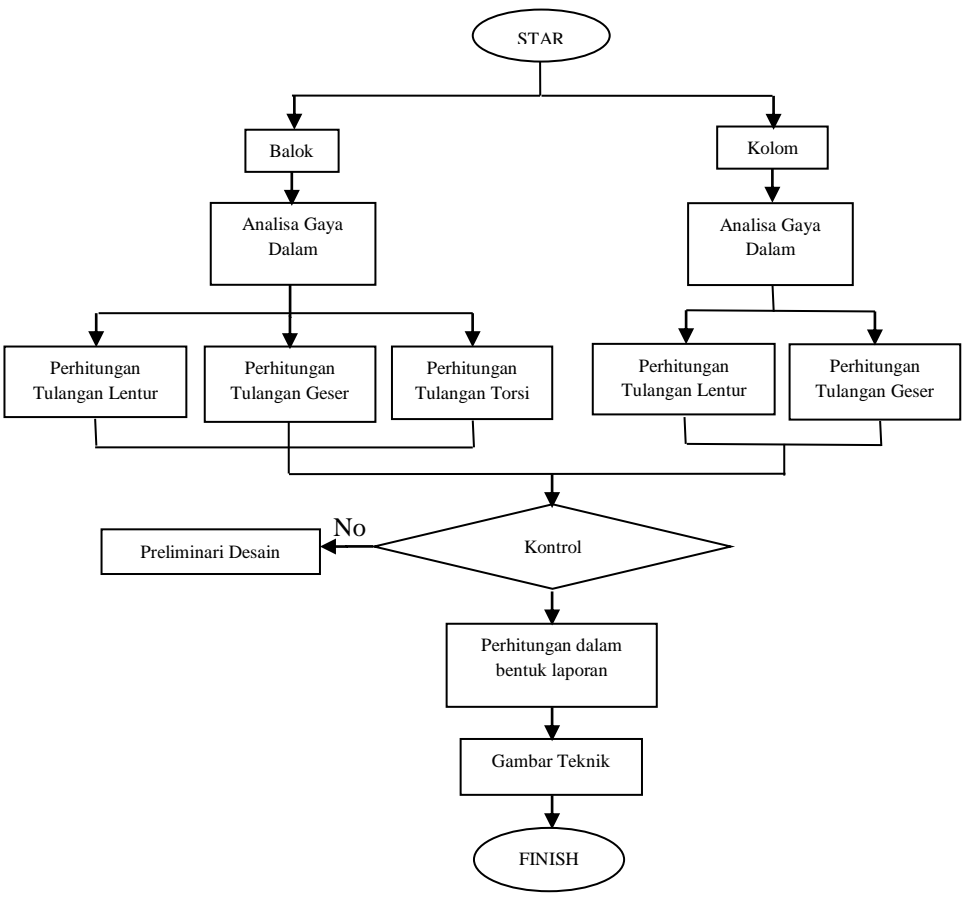 STAR
Balok
Kolom
Analisa Gaya
Dalam
Analisa Gaya
Dalam
Perhitungan
Tulangan Lentur
Perhitungan
Tulangan Geser
Perhitungan
Tulangan Torsi
Perhitungan
Tulangan Lentur
Perhitungan
Tulangan Geser
No
Preliminari Desain
Kontrol
Perhitungan dalam
bentuk laporan
Gambar Teknik
FINISH